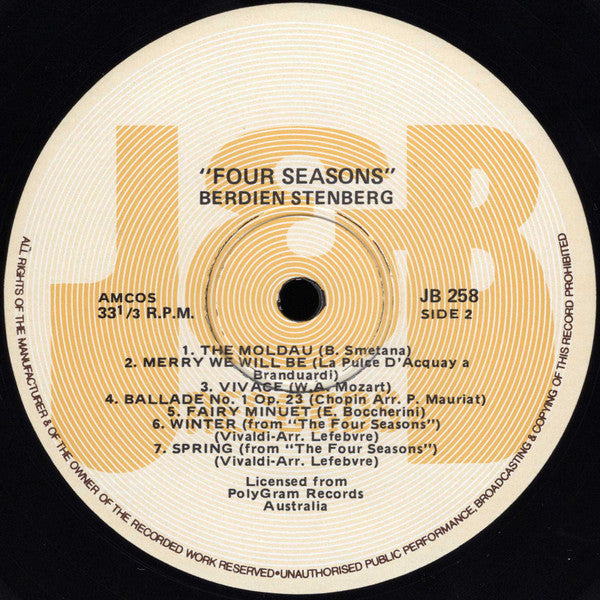 J&B
"FOUR SEASONS"
BERDIEN STENBERG
AMCOS
33 1/3 R.P.M.
JB 258
SIDE 2
1. THE MOLDAU (B. Smetana)
2. MERRY WE WILL BE (La Pulce D'Acquay a
Branduardi)
3. VIVACE (W.A. Mozart)
4. BALLADE No. 1 Op. 23 (Chopin Arr. P. Mauriat)
5. FAIRY MINUET (E. Boccherini)
6. WINTER (from "The Four Seasons")
(Vivaldi-Arr. Lefebvre)
7. SPRING (from "The Four Seasons")
(Vivaldi-Arr. Lefebvre)
Licensed from
PolyGram Records
Australia
ALL RIGHTS OF THE MANUFACTURER & OF THE OWNER OF THE RECORDED WORK RESERVED•UNAUTHORISED PUBLIC PERFORMANCE, BROADCASTING & COPYING OF THIS RECORD PROHIBITED